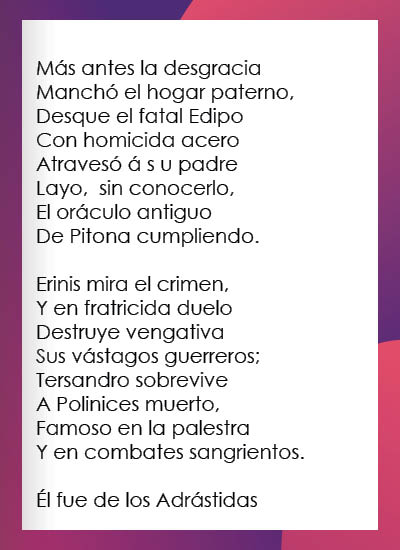 Más antes la desgracia
Manchó el hogar paterno,
Desque el fatal Edipo
Con homicida acero
Atravesó á s u padre
Layo,  sin conocerlo,
El oráculo antiguo
De Pitona cumpliendo.

Erinis mira el crimen,
Y en fratricida duelo
Destruye vengativa
Sus vástagos guerreros;
Tersandro sobrevive
A Polinices muerto,
Famoso en la palestra
Y en combates sangrientos.

Él fue de los Adrástidas